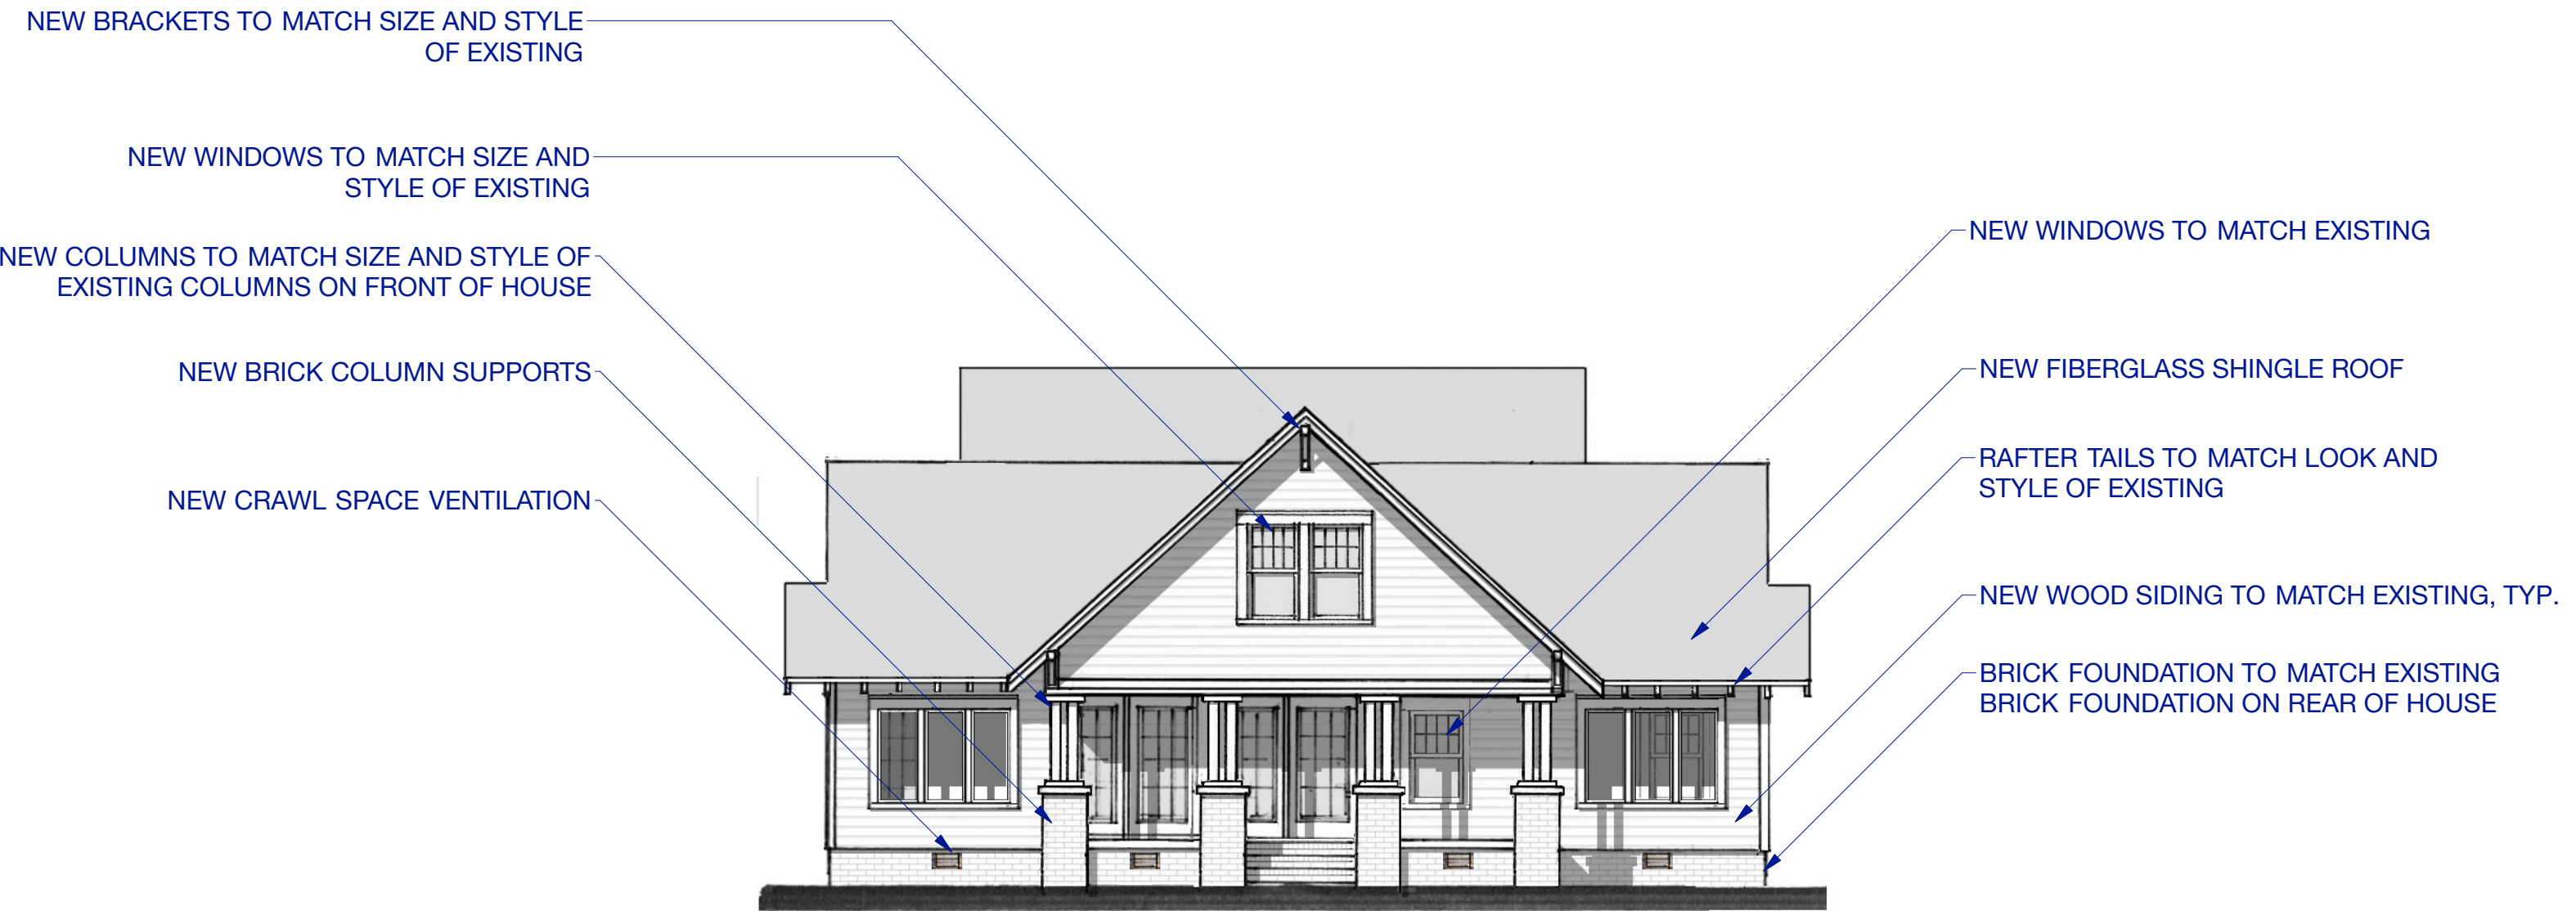 NEW BRACKETS TO MATCH SIZE AND STYLE
OF EXISTING
NEW WINDOWS TO MATCH SIZE AND
STYLE OF EXISTING
NEW COLUMNS TO MATCH SIZE AND STYLE OF
EXISTING COLUMNS ON FRONT OF HOUSE
NEW BRICK COLUMN SUPPORTS
NEW CRAWL SPACE VENTILATION
NEW WINDOWS TO MATCH EXISTING
NEW FIBERGLASS SHINGLE ROOF
RAFTER TAILS TO MATCH LOOK AND
STYLE OF EXISTING
NEW WOOD SIDING TO MATCH EXISTING, TYP.
BRICK FOUNDATION TO MATCH EXISTING
BRICK FOUNDATION ON REAR OF HOUSE